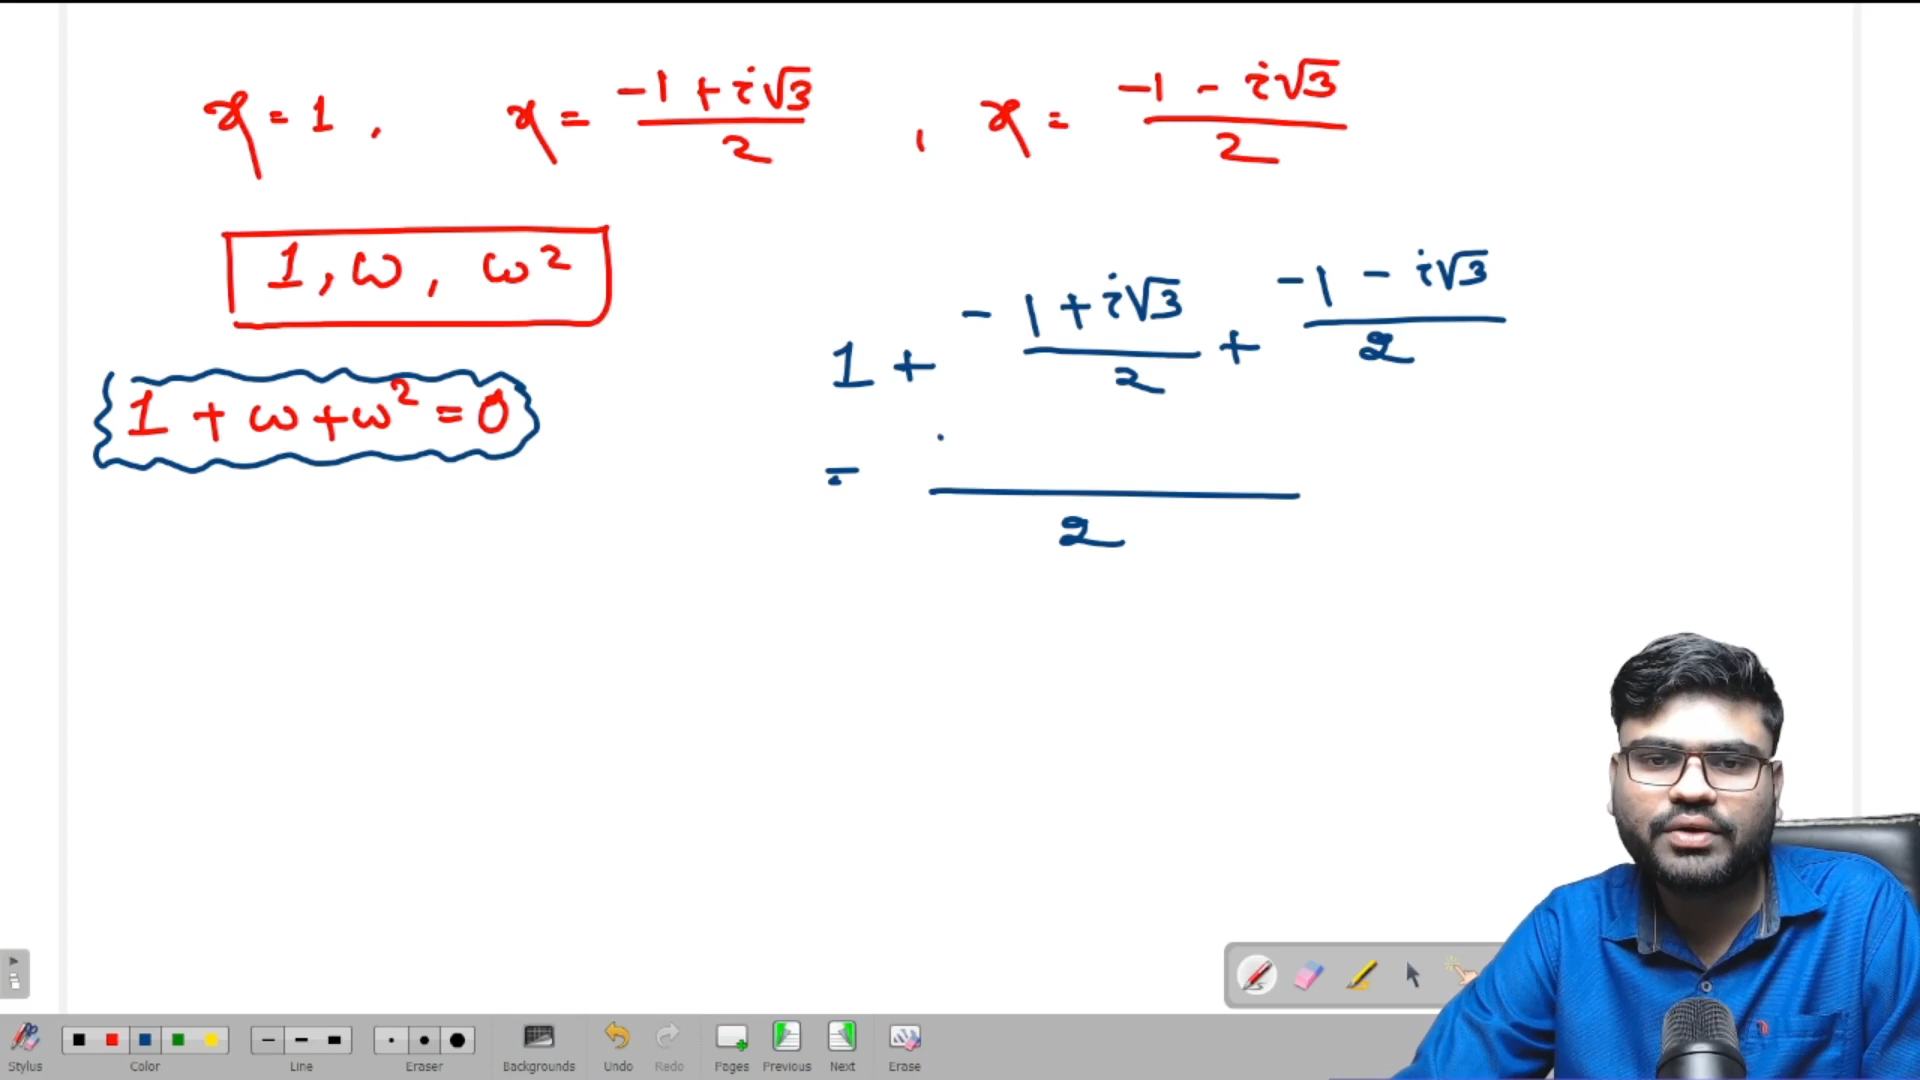 x = 1 , x = (-1 + i√3)/2 , x = (-1 - i√3)/2
1, ω, ω²
1 + (-1 + i√3)/2 + (-1 - i√3)/2
1 + ω + ω² = 0
= /2
Stylus Color Line Eraser Backgrounds Undo Redo Pages Previous Next Erase